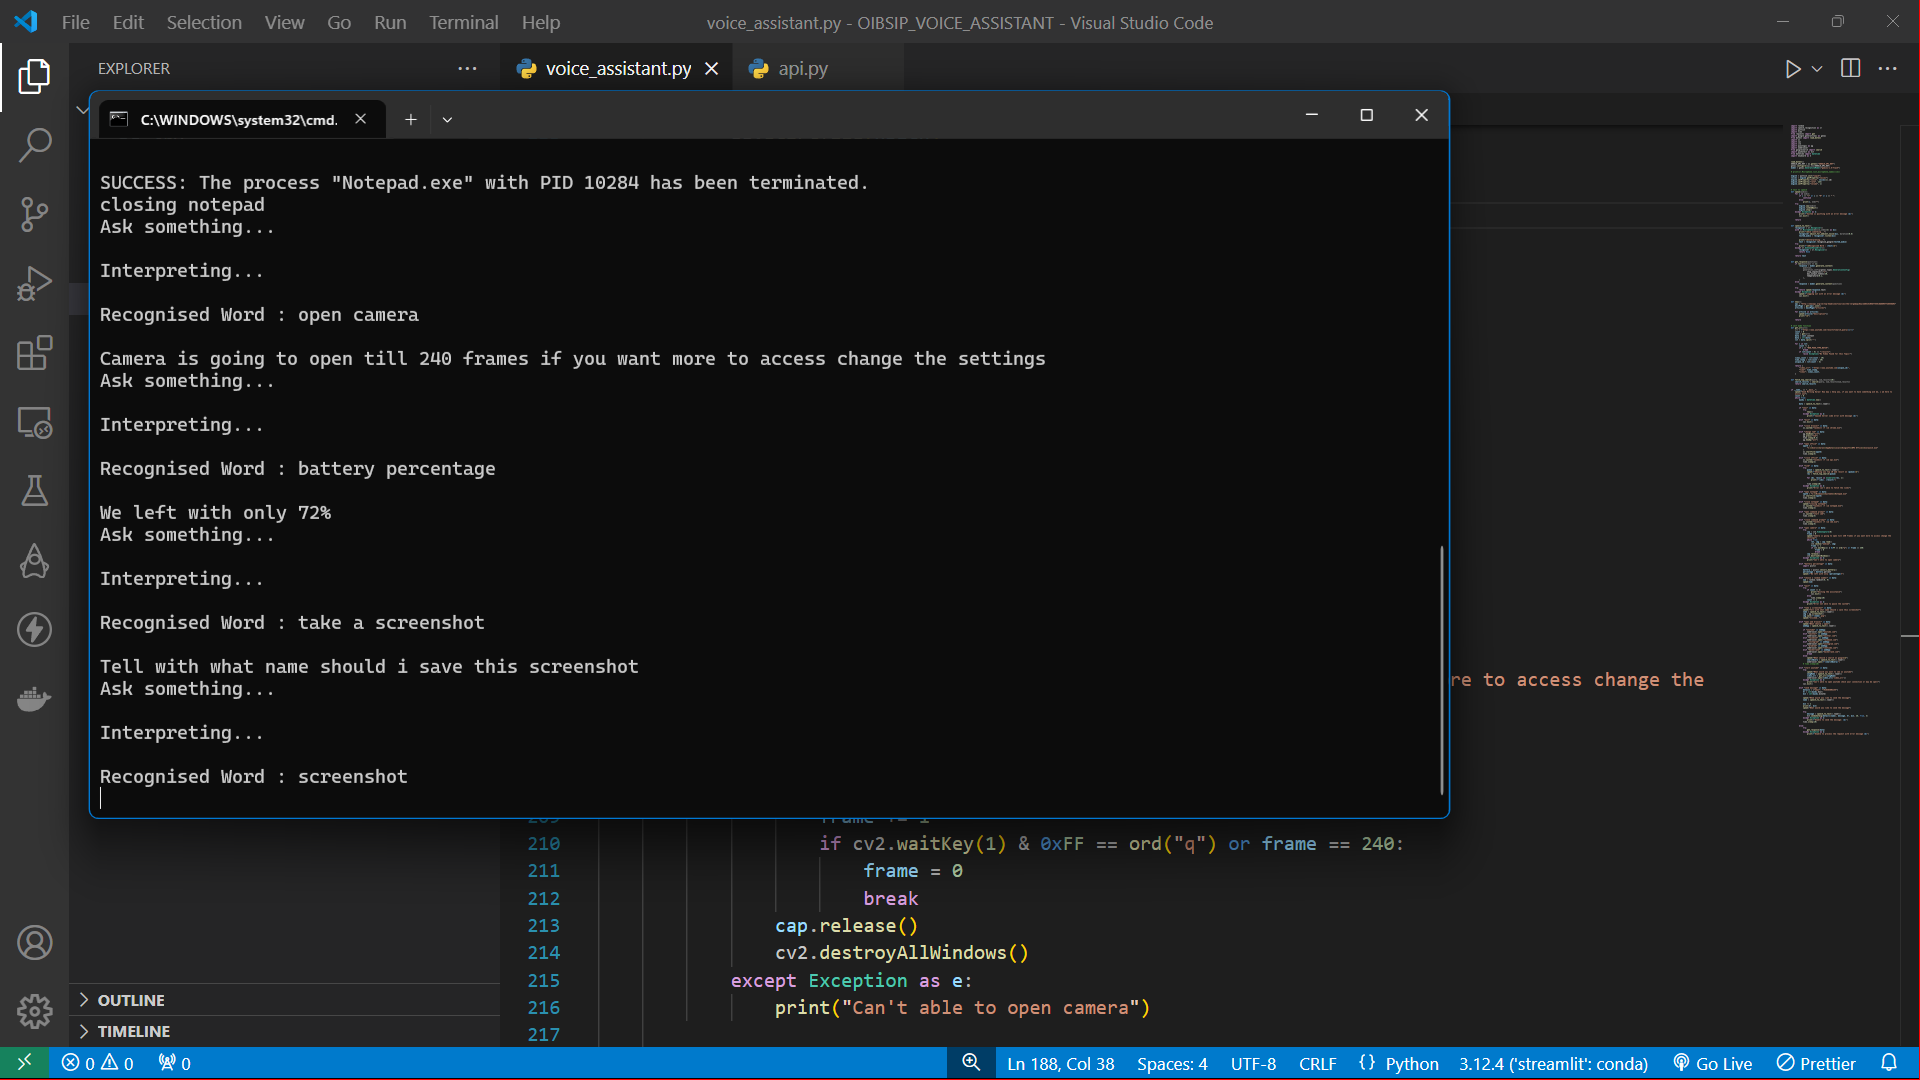 File Edit Selection View Go Run Terminal Help
voice_assistant.py - OIBSIP_VOICE_ASSISTANT - Visual Studio Code
EXPLORER
voice_assistant.py
api.py
C:\WINDOWS\system32\cmd.
SUCCESS: The process "Notepad.exe" with PID 10284 has been terminated.
closing notepad
Ask something...
Interpreting...
Recognised Word : open camera
Camera is going to open till 240 frames if you want more to access change the settings
Ask something...
Interpreting...
Recognised Word : battery percentage
We left with only 72%
Ask something...
Interpreting...
Recognised Word : take a screenshot
Tell with what name should i save this screenshot
Ask something...
Interpreting...
Recognised Word : screenshot
re to access change the
209 frame += 1
210 if cv2.waitKey(1) & 0xFF == ord("q") or frame == 240:
211 frame = 0
212 break
213 cap.release()
214 cv2.destroyAllWindows()
215 except Exception as e:
216 print("Can't able to open camera")
217
OUTLINE
TIMELINE
0 0 0
Ln 188, Col 38 Spaces: 4 UTF-8 CRLF {} Python 3.12.4 ('streamlit': conda) Go Live Prettier